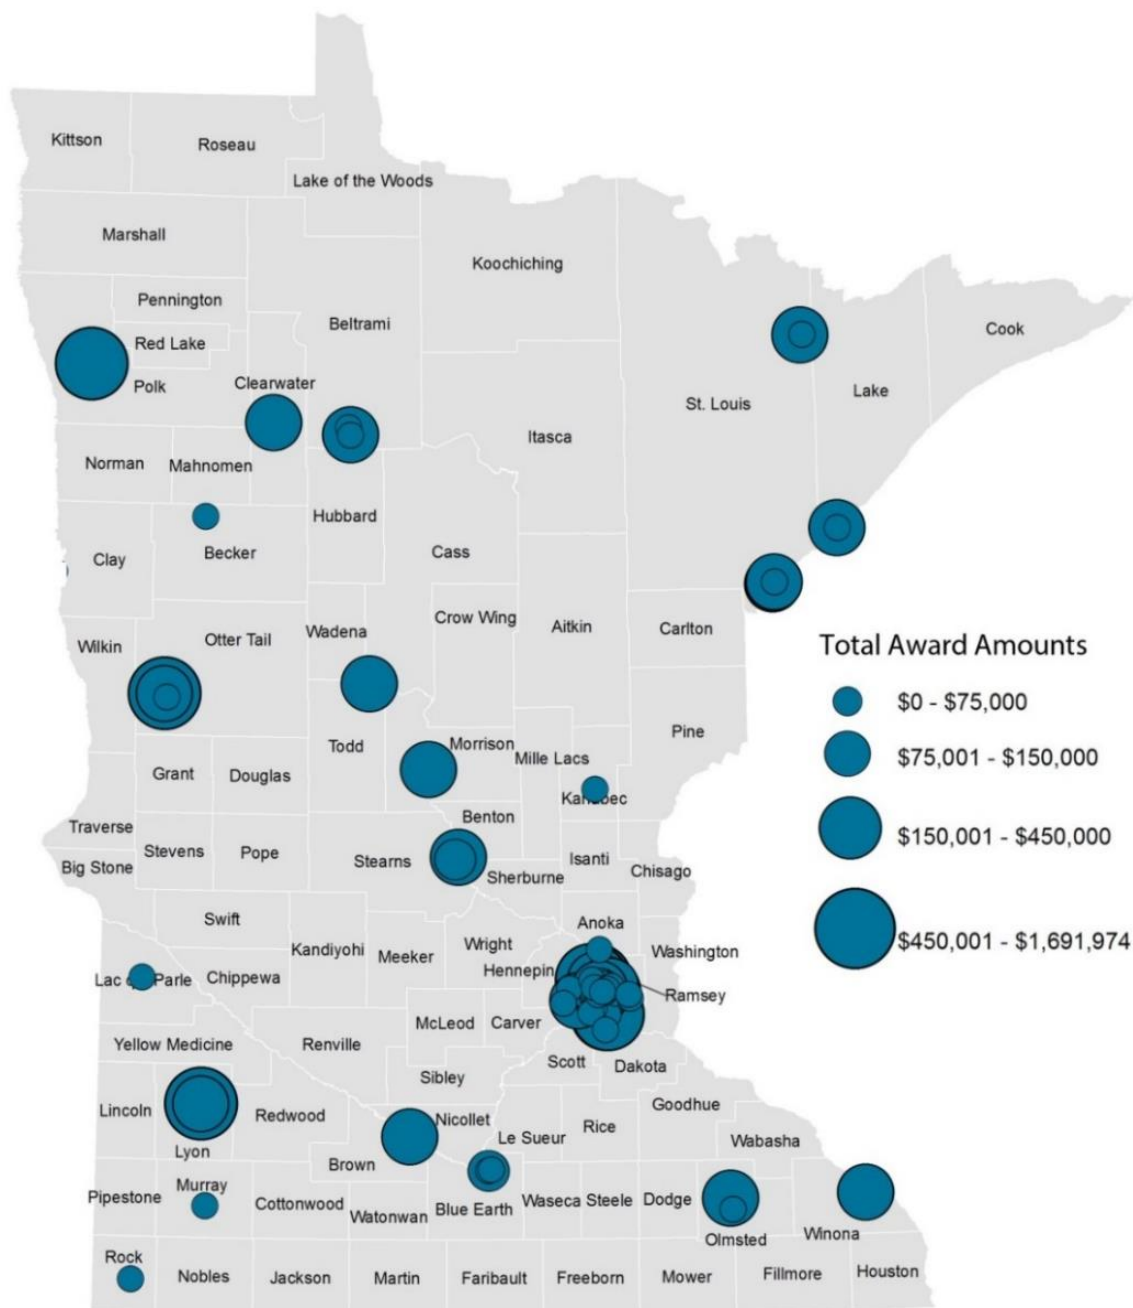 Kittson
Roseau
Lake of the Woods
Marshall
Koochiching
Pennington
Beltrami
Red Lake
Cook
Polk
Clearwater
St. Louis
Lake
Itasca
Norman
Mahnomen
Hubbard
Clay
Becker
Cass
Wilkin
Otter Tail
Wadena
Crow Wing
Aitkin
Carlton
Total Award Amounts
$0 - $75,000
$75,001 - $150,000
$150,001 - $450,000
$450,001 - $1,691,974
Pine
Todd
Morrison
Mille Lacs
Grant
Douglas
Benton
Traverse
Stevens
Pope
Stearns
Isanti
Big Stone
Sherburne
Chisago
Swift
Anoka
Kandiyohi
Wright
Washington
Meeker
Hennepin
Lac Parle
Chippewa
Ramsey
McLeod
Carver
Yellow Medicine
Renville
Scott
Dakota
Sibley
Lincoln
Redwood
Nicollet
Goodhue
Le Sueur
Rice
Wabasha
Lyon
Brown
Murray
Pipestone
Cottonwood
Watonwan
Blue Earth
Waseca
Steele
Dodge
Olmsted
Winona
Rock
Nobles
Jackson
Martin
Faribault
Freeborn
Mower
Fillmore
Houston